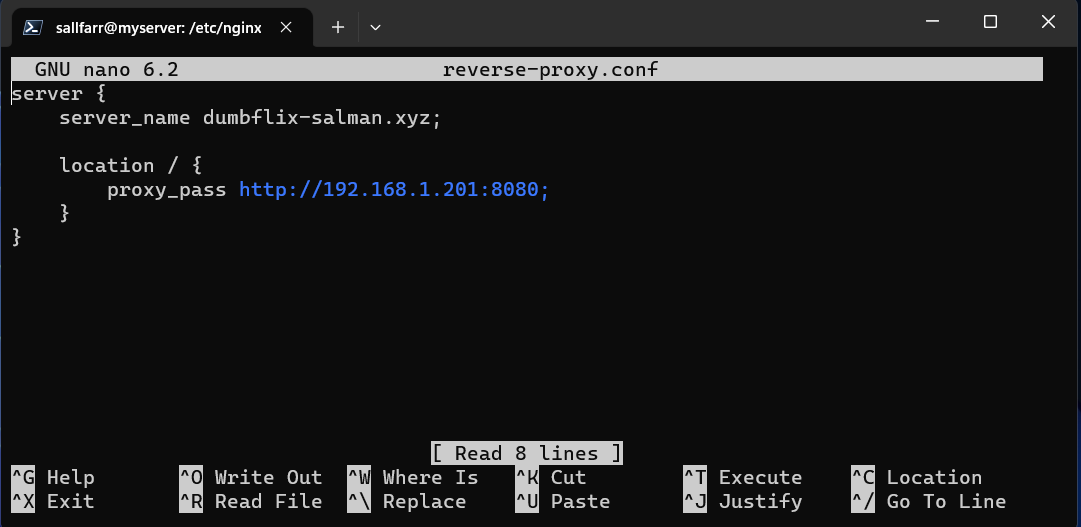 sallfarr@myserver: /etc/nginx
GNU nano 6.2 reverse-proxy.conf
server {
    server_name dumbflix-salman.xyz;

    location / {
        proxy_pass http://192.168.1.201:8080;
    }
}
[ Read 8 lines ]
^G Help ^O Write Out ^W Where Is ^K Cut ^T Execute ^C Location
^X Exit ^R Read File ^\ Replace ^U Paste ^J Justify ^/ Go To Line